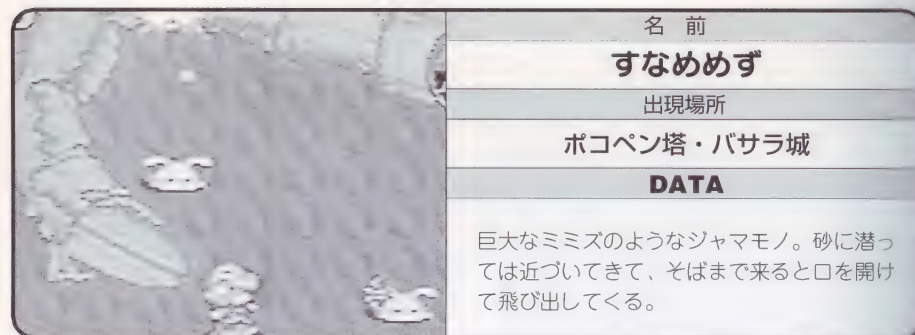 名 前
すなめめず
出現場所
ポコペン塔・バサラ城
DATA
巨大なミミズのようなジャマモノ。砂に潜っ
ては近づいてきて、そばまで来ると口を開け
て飛び出してくる。